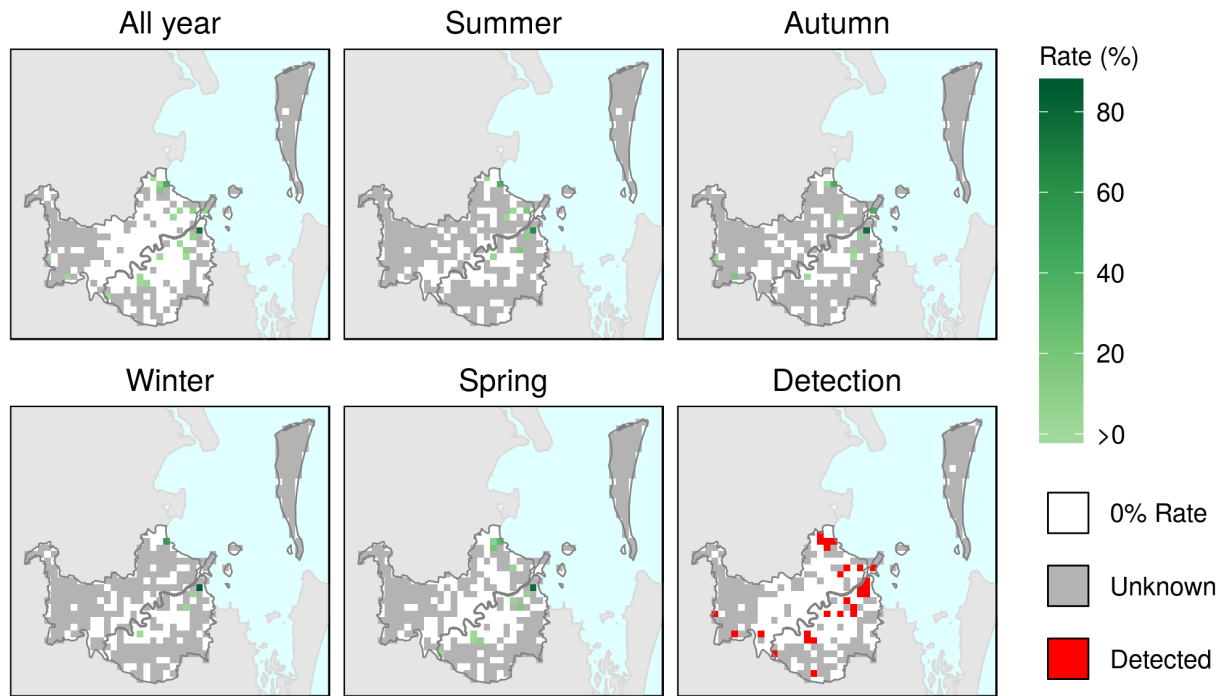 All year
Summer
Autumn
Rate (%)
80
60
40
20
>0
Winter
Spring
Detection
0% Rate
Unknown
Detected